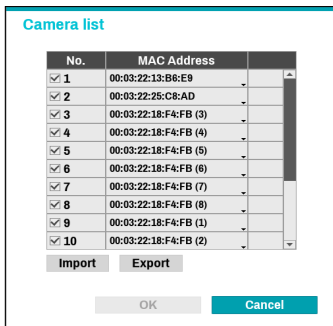 Camera list
No. MAC Address
1 00:03:22:13:B6:E9
2 00:03:22:25:C8:AD
3 00:03:22:18:F4:FB (3)
4 00:03:22:18:F4:FB (4)
5 00:03:22:18:F4:FB (5)
6 00:03:22:18:F4:FB (6)
7 00:03:22:18:F4:FB (7)
8 00:03:22:18:F4:FB (8)
9 00:03:22:18:F4:FB (1)
10 00:03:22:18:F4:FB (2)
Import Export
OK Cancel